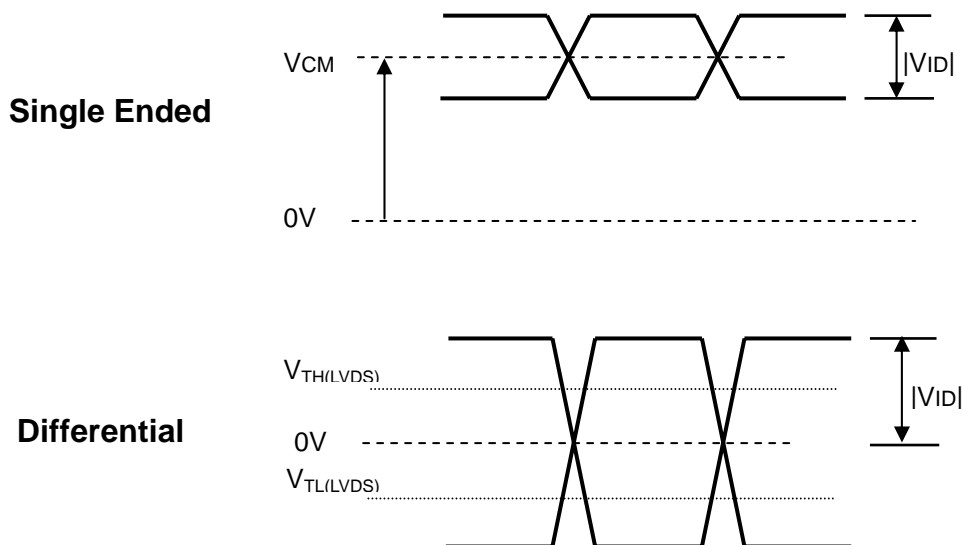 VCM
|VID|
Single Ended
0V
VTH(LVDS)
|VID|
Differential
0V
VTL(LVDS)